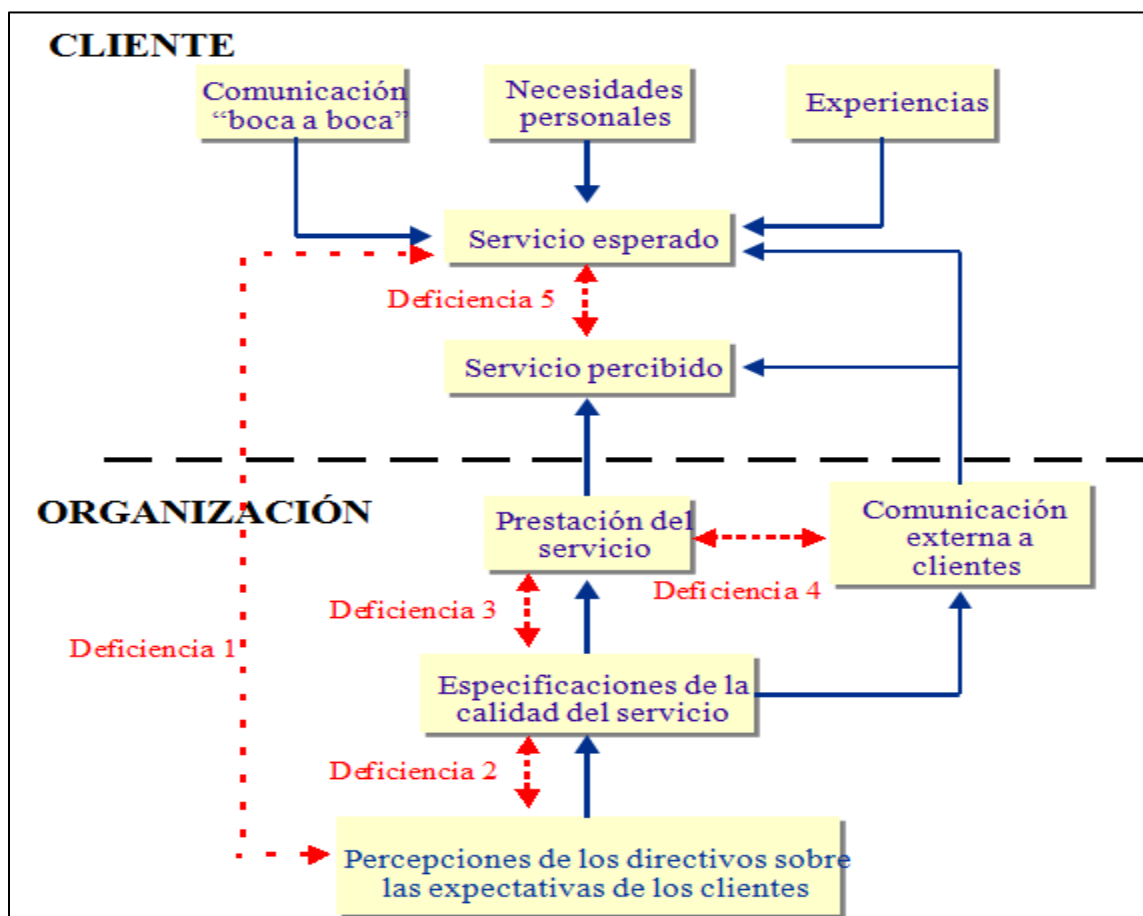 CLIENTE
Comunicación
“boca a boca”
Necesidades
personales
Experiencias
Servicio esperado
Deficiencia 5
Servicio percibido
ORGANIZACIÓN
Prestación del
servicio
Comunicación
externa a
clientes
Deficiencia 4
Deficiencia 3
Deficiencia 1
Especificaciones de la
calidad del servicio
Deficiencia 2
Percepciones de los directivos sobre
las expectativas de los clientes